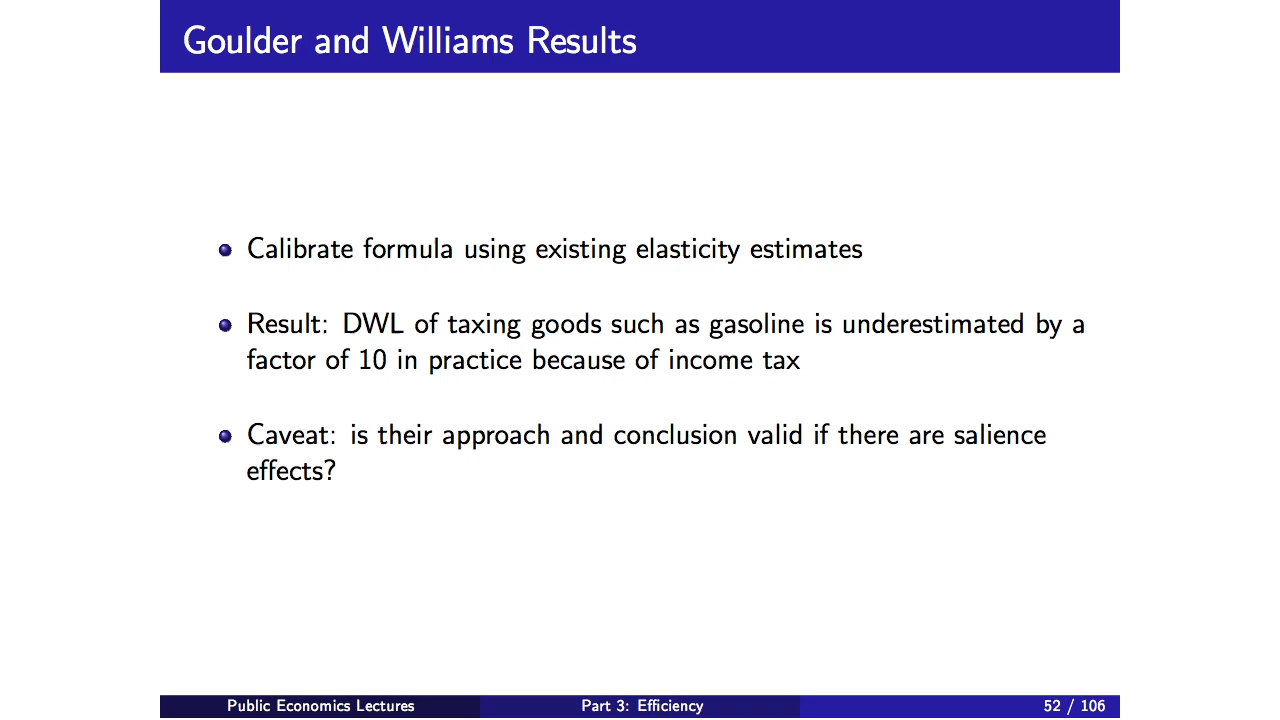 Goulder and Williams Results
Calibrate formula using existing elasticity estimates
Result: DWL of taxing goods such as gasoline is underestimated by a
factor of 10 in practice because of income tax
Caveat: is their approach and conclusion valid if there are salience
effects?
Public Economics Lectures
Part 3: Efficiency
52 / 106